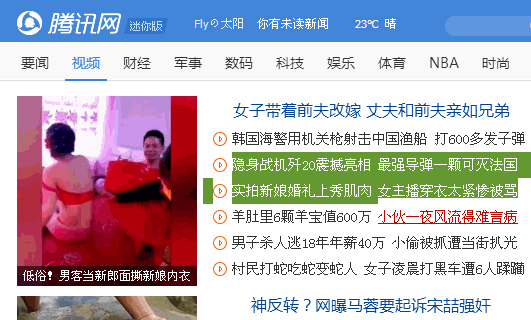 腾讯网 迷你版 Flyの太阳 你有未读新闻 23℃ 晴
要闻 视频 财经 军事 数码 科技 娱乐 体育 NBA 时尚
女子带着前夫改嫁 丈夫和前夫亲如兄弟
韩国海警用机关枪射击中国渔船 打600多发子弹
隐身战机歼20震撼亮相 最强导弹一颗可灭法国
实拍新娘婚礼上秀肌肉 女主播穿衣太紧惨被骂
羊肚里6颗羊宝值600万 小伙一夜风流得难言病
男子杀人逃18年年薪40万 小偷被抓遭当街扒光
村民打蛇吃蛇变蛇人 女子凌晨打黑车遭6人蹂躏
低俗！男客当新郎面撕新娘内衣
神反转？网曝马蓉要起诉宋喆强奸